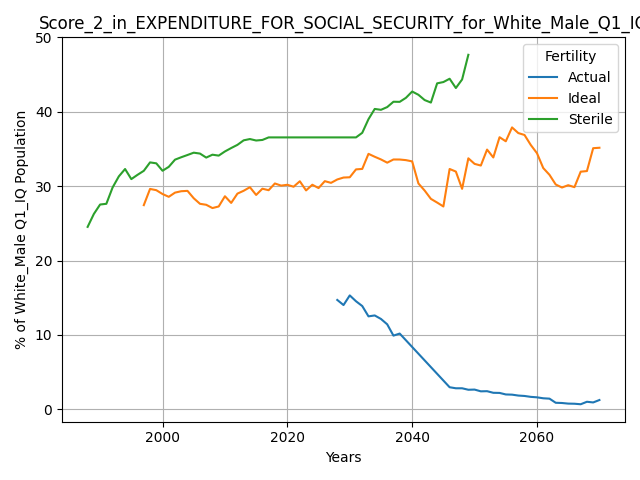 Score_2_in_EXPENDITURE_FOR_SOCIAL_SECURITY_for_White_Male_Q1_IQ
Fertility
Actual
Ideal
Sterile
% of White_Male Q1_IQ Population
50
40
30
20
10
0
2000 2020 2040 2060
Years